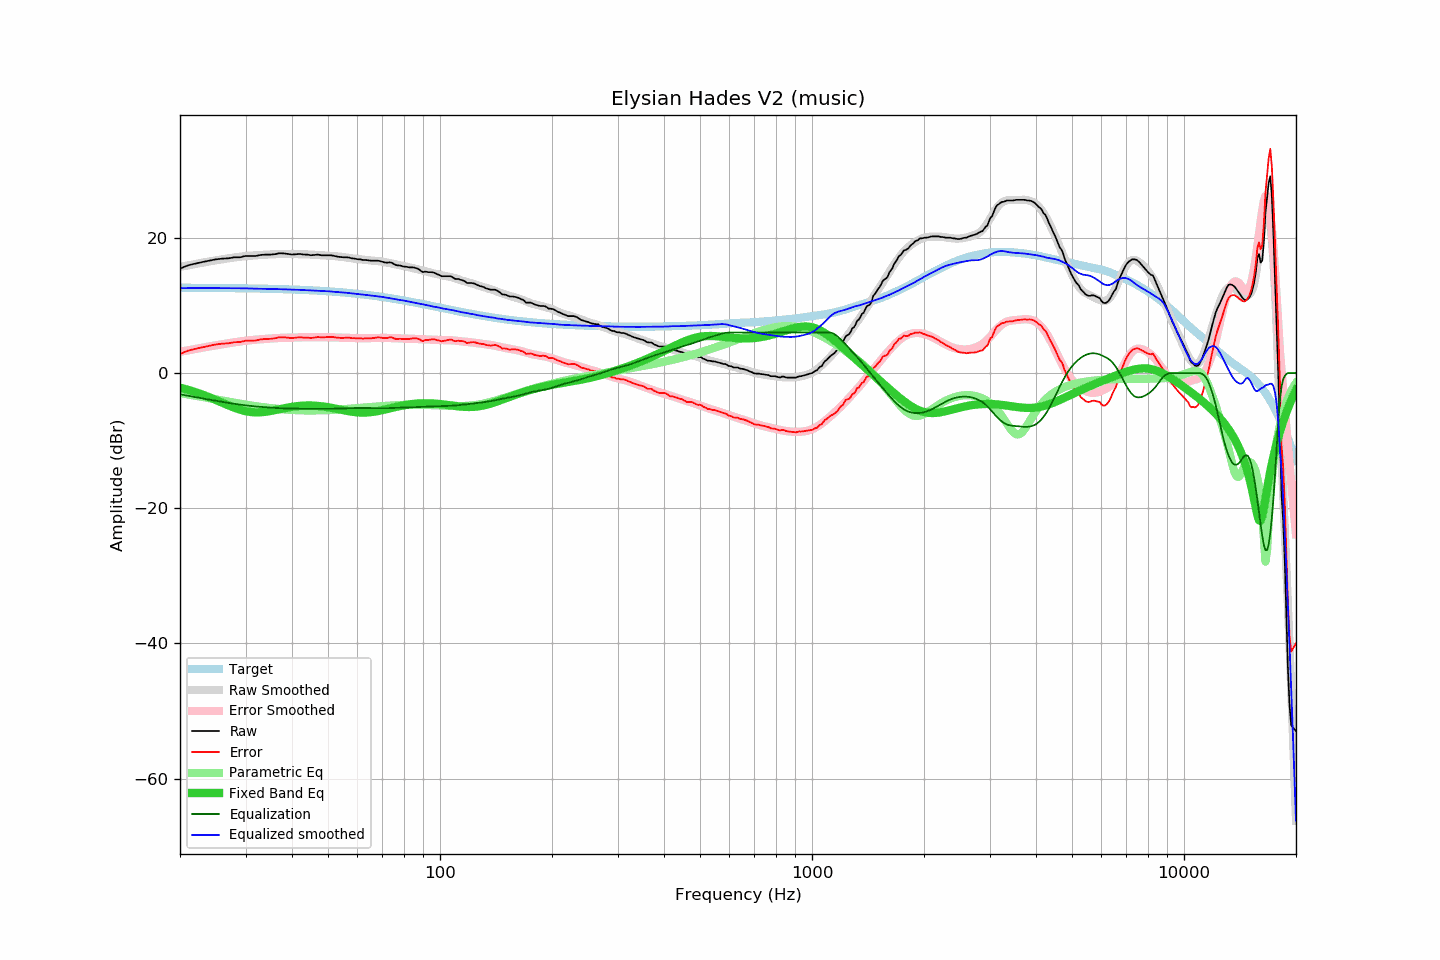 Elysian Hades V2 (music)
Amplitude (dBr)
20
0
−20
−40
−60
Target
Raw Smoothed
Error Smoothed
Raw
Error
Parametric Eq
Fixed Band Eq
Equalization
Equalized smoothed
100
1000
10000
Frequency (Hz)